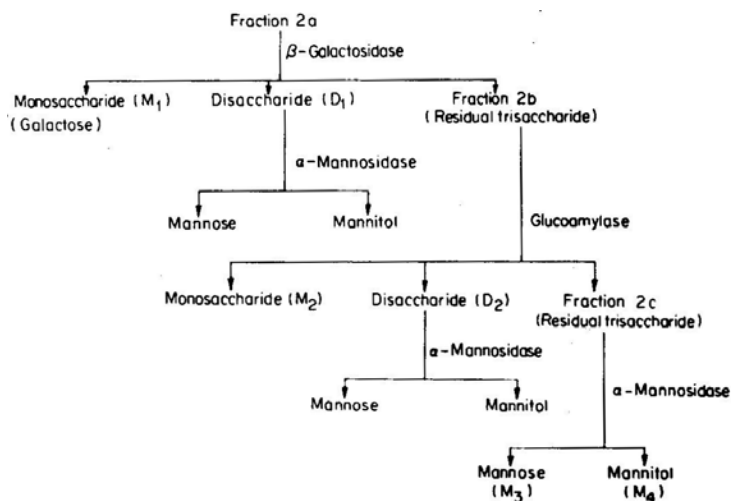 Fraction 2a
β-Galactosidase
Monosaccharide (M₁)
(Galactose)
Disaccharide (D₁)
Fraction 2b
(Residual trisaccharide)
α-Mannosidase
Mannose
Mannitol
Glucoamylase
Monosaccharide (M₂)
Disaccharide (D₂)
Fraction 2c
(Residual trisaccharide)
α-Mannosidase
Mannose
Mannitol
α-Mannosidase
Mannose
(M₃)
Mannitol
(M₄)